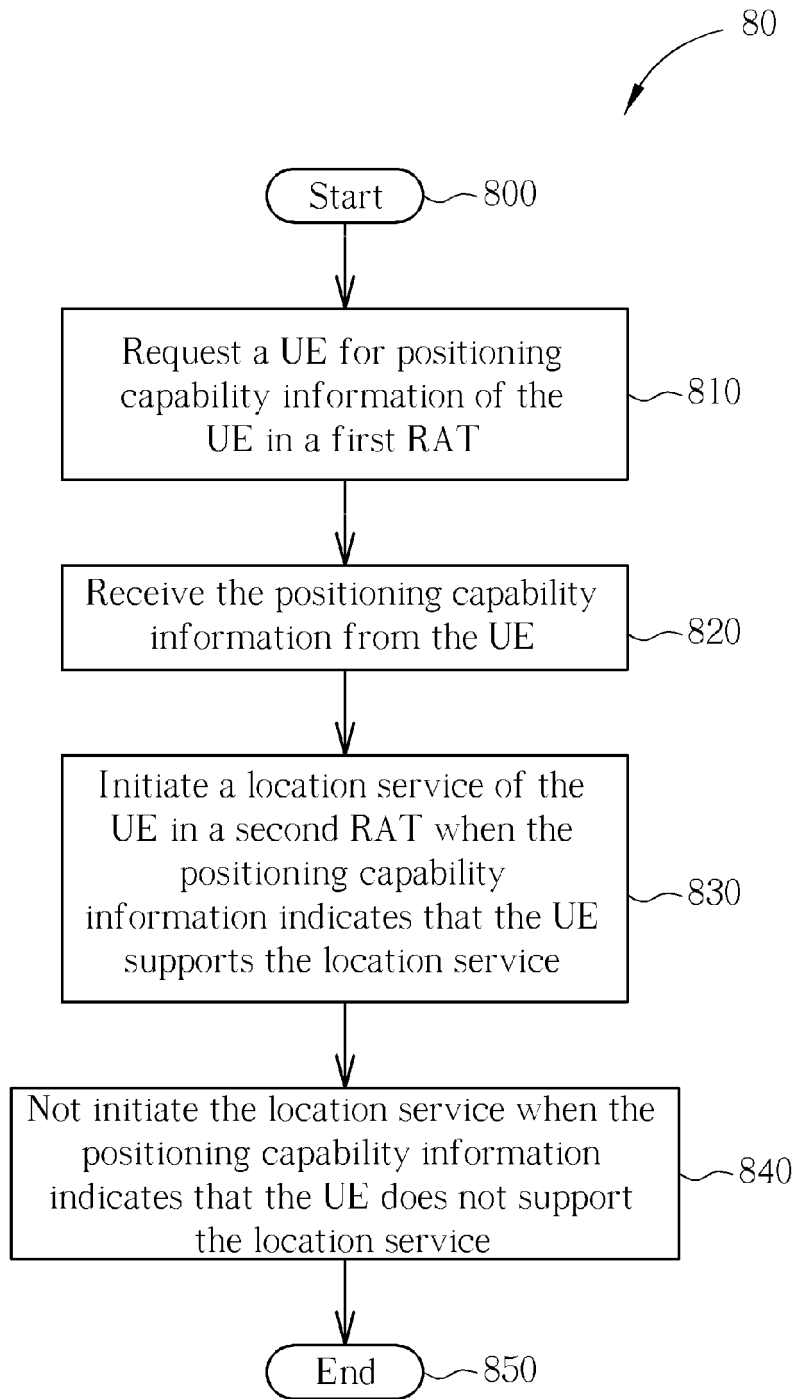 80
Start
800
Request a UE for positioning
capability information of the
UE in a first RAT
810
Receive the positioning capability
information from the UE
820
Initiate a location service of the
UE in a second RAT when the
positioning capability
information indicates that the UE
supports the location service
830
Not initiate the location service when the
positioning capability information
indicates that the UE does not support
the location service
840
End
850